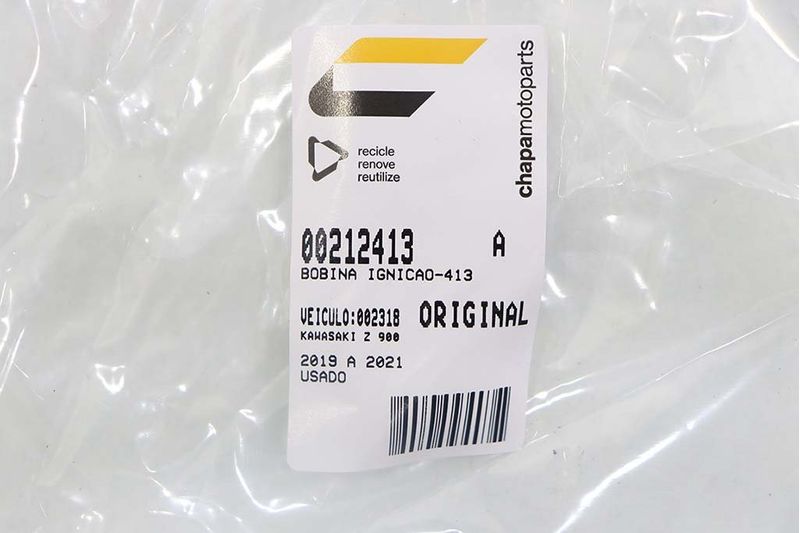 chapamotoparts
recicle
renove
reutilize
00212413 A
BOBINA IGNICAO-413
VEICULO:002318 ORIGINAL
KAWASAKI Z 900
2019 A 2021
USADO